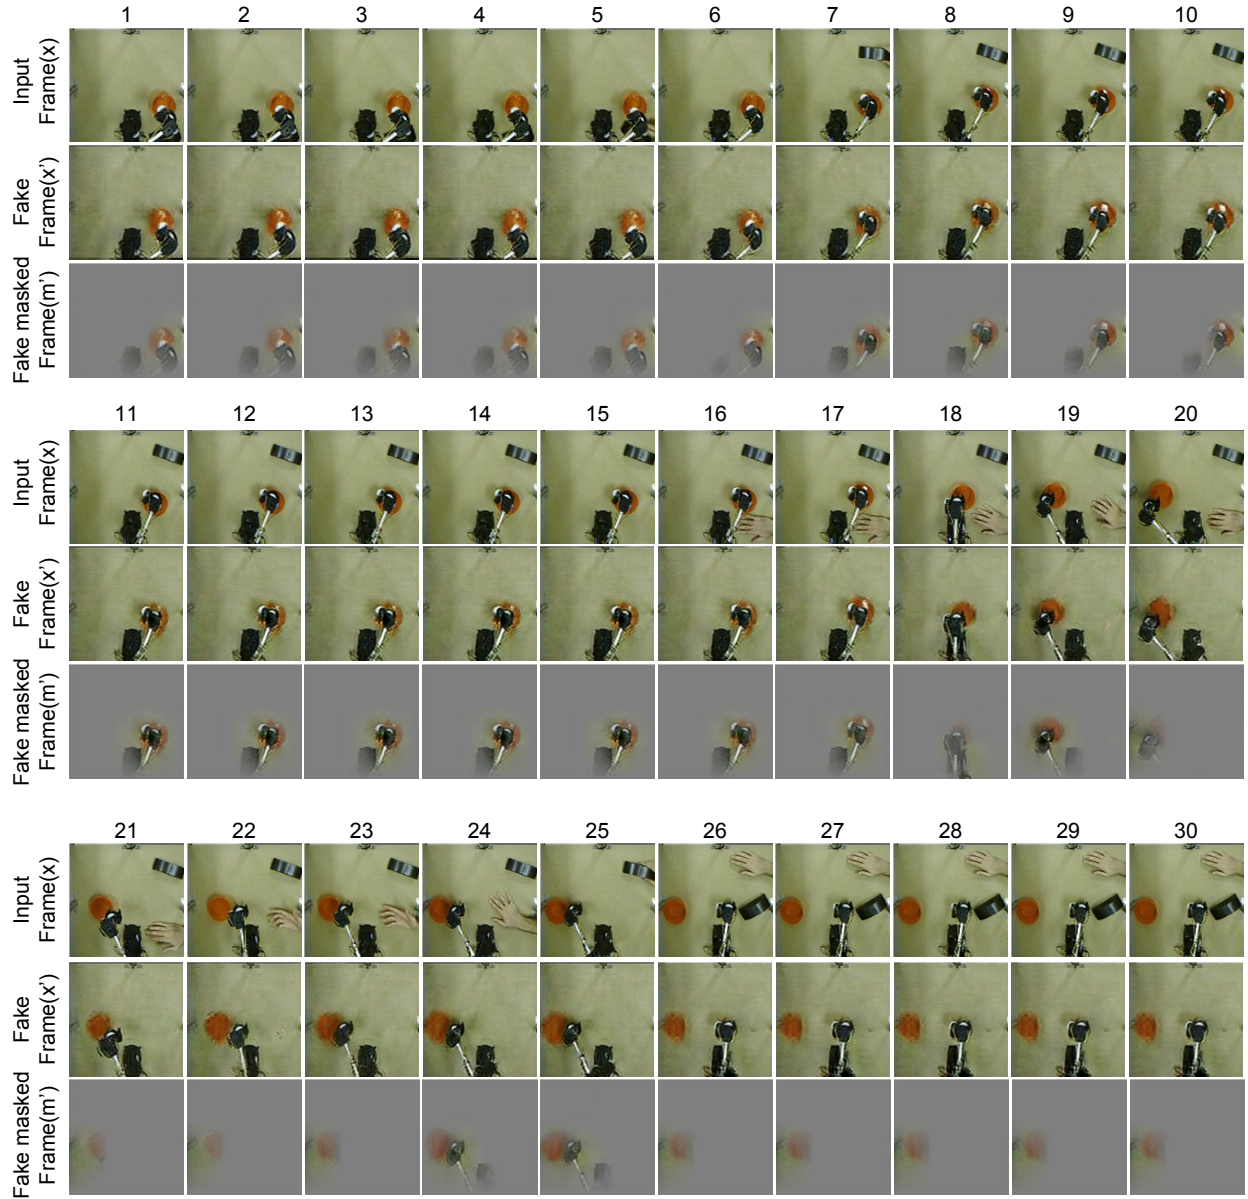 1 2 3 4 5 6 7 8 9 10
Input
Frame(x)
Fake
Frame(x')
Fake masked
Frame(m')
11 12 13 14 15 16 17 18 19 20
Input
Frame(x)
Fake
Frame(x')
Fake masked
Frame(m')
21 22 23 24 25 26 27 28 29 30
Input
Frame(x)
Fake
Frame(x')
Fake masked
Frame(m')